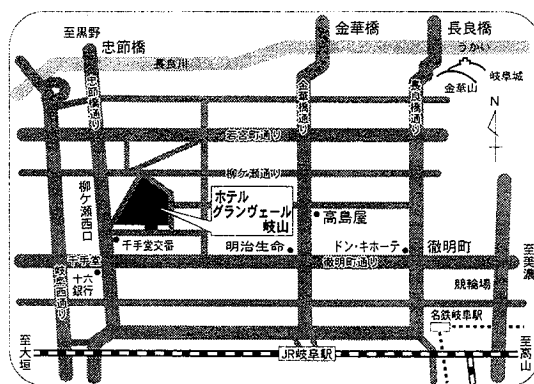 至黒野
忠節橋
金華橋
長良橋
長良川
うかい
岐阜城
金華山
N
忠節橋通り
金華橋通り
長良橋通り
若宮町通り
柳ケ瀬通り
柳ケ瀬西口
ホテル
グランヴェール
岐山
高島屋
千手堂交番
明治生命
ドン・キホーテ
徹明町
千手堂
徹明町通り
至美濃
岐阜西通り
十六
銀行
競輪場
名鉄岐阜駅
至大垣
JR岐阜駅
至高山